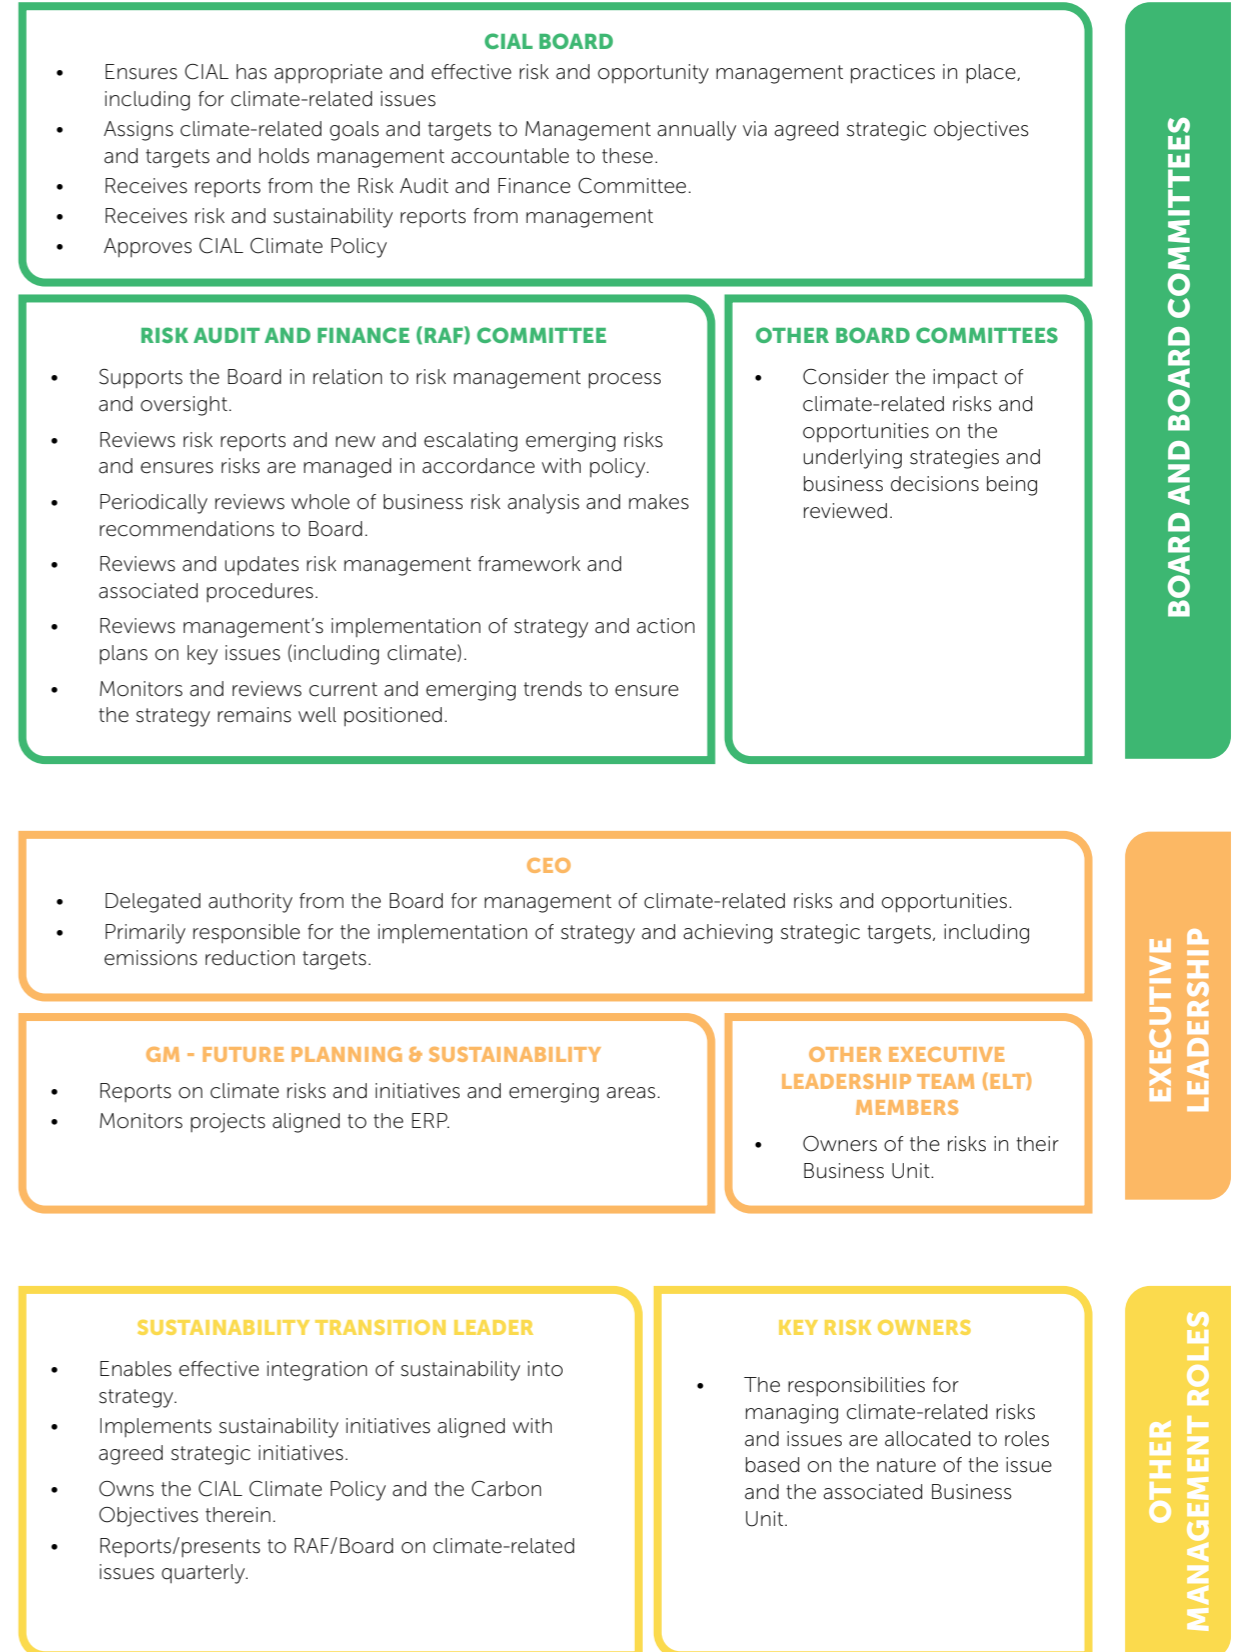 CIAL BOARD
• Ensures CIAL has appropriate and effective risk and opportunity management practices in place,
including for climate-related issues
• Assigns climate-related goals and targets to Management annually via agreed strategic objectives
and targets and holds management accountable to these.
• Receives reports from the Risk Audit and Finance Committee.
• Receives risk and sustainability reports from management
• Approves CIAL Climate Policy
RISK AUDIT AND FINANCE (RAF) COMMITTEE
• Supports the Board in relation to risk management process
and oversight.
• Reviews risk reports and new and escalating emerging risks
and ensures risks are managed in accordance with policy.
• Periodically reviews whole of business risk analysis and makes
recommendations to Board.
• Reviews and updates risk management framework and
associated procedures.
• Reviews management’s implementation of strategy and action
plans on key issues (including climate).
• Monitors and reviews current and emerging trends to ensure
the strategy remains well positioned.
OTHER BOARD COMMITTEES
• Consider the impact of
climate-related risks and
opportunities on the
underlying strategies and
business decisions being
reviewed.
BOARD AND BOARD COMMITTEES
CEO
• Delegated authority from the Board for management of climate-related risks and opportunities.
• Primarily responsible for the implementation of strategy and achieving strategic targets, including
emissions reduction targets.
GM - FUTURE PLANNING & SUSTAINABILITY
• Reports on climate risks and initiatives and emerging areas.
• Monitors projects aligned to the ERP.
OTHER EXECUTIVE
LEADERSHIP TEAM (ELT)
MEMBERS
• Owners of the risks in their
Business Unit.
EXECUTIVE
LEADERSHIP
SUSTAINABILITY TRANSITION LEADER
• Enables effective integration of sustainability into
strategy.
• Implements sustainability initiatives aligned with
agreed strategic initiatives.
• Owns the CIAL Climate Policy and the Carbon
Objectives therein.
• Reports/presents to RAF/Board on climate-related
issues quarterly.
KEY RISK OWNERS
• The responsibilities for
managing climate-related risks
and issues are allocated to roles
based on the nature of the issue
and the associated Business
Unit.
OTHER
MANAGEMENT ROLES